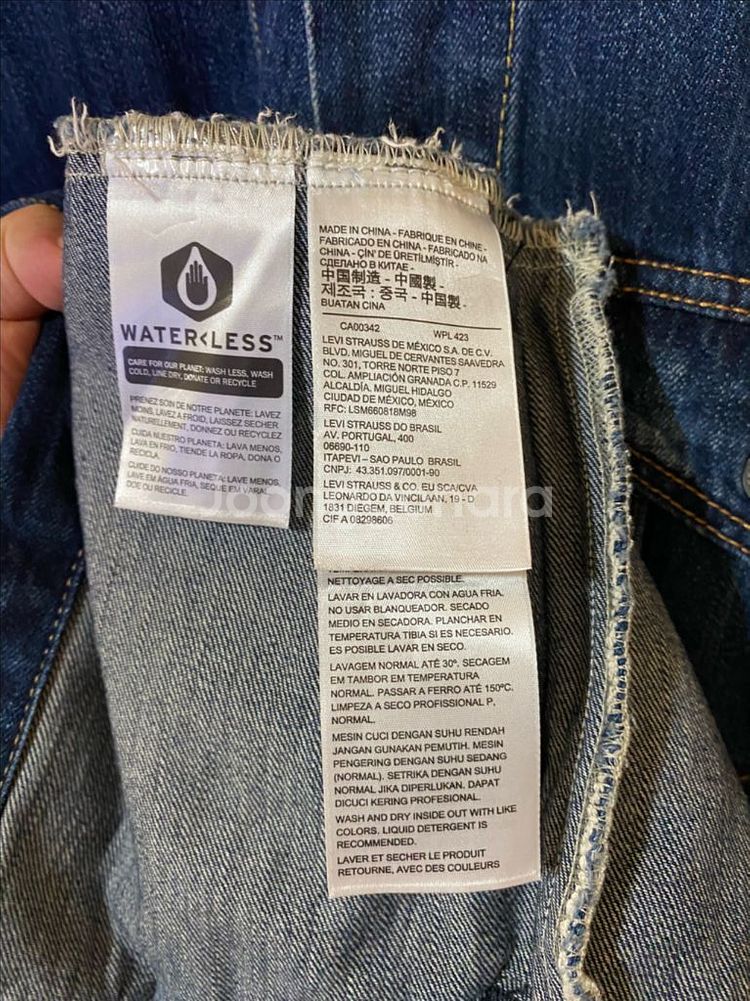 WATER<LESS™
CARE FOR OUR PLANET: WASH LESS, WASH
COLD, LINE DRY, DONATE OR RECYCLE
PRENEZ SOIN DE NOTRE PLANETE: LAVEZ
MOINS, LAVEZ A FROID, LAISSEZ SECHER
NATURELLEMENT, DONNEZ OU RECYCLEZ
CUIDA NUESTRO PLANETA: LAVA MENOS,
LAVA EN FRIO, TIENDE LA ROPA, DONA O
RECICLA
CUIDE DO NOSSO PLANETA: LAVE MENOS,
LAVE EM ÁGUA FRIA, SEQUE EM VARAL
DOE OU RECICLE.
MADE IN CHINA - FABRIQUE EN CHINE -
FABRICADO EN CHINA - FABRICADO NA
CHINA - ÇİN' DE ÜRETİLMİŞTİR -
СДЕЛАНО В КИТАЕ -
中国制造 - 中國製 -
제조국 : 중국 - 中国製 -
BUATAN CINA
CA00342 WPL 423
LEVI STRAUSS DE MÉXICO S.A. DE C.V.
BLVD. MIGUEL DE CERVANTES SAAVEDRA
NO. 301, TORRE NORTE PISO 7
COL. AMPLIACIÓN GRANADA C.P. 11529
ALCALDÍA. MIGUEL HIDALGO
CIUDAD DE MÉXICO, MÉXICO
RFC: LSM660818M98
LEVI STRAUSS DO BRASIL
AV. PORTUGAL, 400
06690-110
ITAPEVI – SAO PAULO BRASIL
CNPJ: 43.351.097/0001-90
LEVI STRAUSS & CO. EU SCA/CVA
LEONARDO DA VINCILAAN, 19 - D
1831 DIEGEM, BELGIUM
CIF A 08298606
NETTOYAGE A SEC POSSIBLE.
LAVAR EN LAVADORA CON AGUA FRIA.
NO USAR BLANQUEADOR. SECADO
MEDIO EN SECADORA. PLANCHAR EN
TEMPERATURA TIBIA SI ES NECESARIO.
ES POSIBLE LAVAR EN SECO.
LAVAGEM NORMAL ATÉ 30º. SECAGEM
EM TAMBOR EM TEMPERATURA
NORMAL. PASSAR A FERRO ATÉ 150ºC.
LIMPEZA A SECO PROFISSIONAL P,
NORMAL.
MESIN CUCI DENGAN SUHU RENDAH
JANGAN GUNAKAN PEMUTIH. MESIN
PENGERING DENGAN SUHU SEDANG
(NORMAL). SETRIKA DENGAN SUHU
NORMAL JIKA DIPERLUKAN. DAPAT
DICUCI KERING PROFESIONAL.
WASH AND DRY INSIDE OUT WITH LIKE
COLORS. LIQUID DETERGENT IS
RECOMMENDED.
LAVER ET SECHER LE PRODUIT
RETOURNE, AVEC DES COULEURS